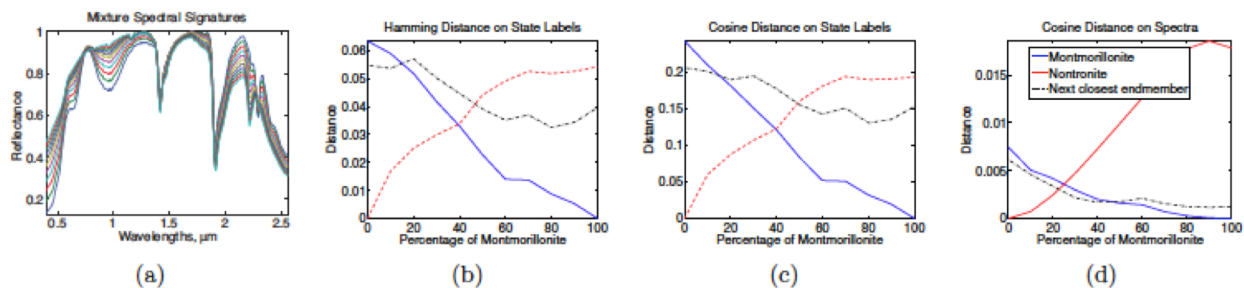 Mixture Spectral Signatures
1
0.8
0.6
0.4
0.2
Reflectance
0.5 1 1.5 2 2.5
Wavelengths, μm
(a)
Hamming Distance on State Labels
0.06
0.05
0.04
0.03
0.02
0.01
0
Distance
0 20 40 60 80 100
Percentage of Montmorillonite
(b)
Cosine Distance on State Labels
0.2
0.15
0.1
0.05
0
Distance
0 20 40 60 80 100
Percentage of Montmorillonite
(c)
Cosine Distance on Spectra
0.015
0.01
0.005
0
Distance
Montmorillonite
Nontronite
Next closest endmember
0 20 40 60 80 100
Percentage of Montmorillonite
(d)